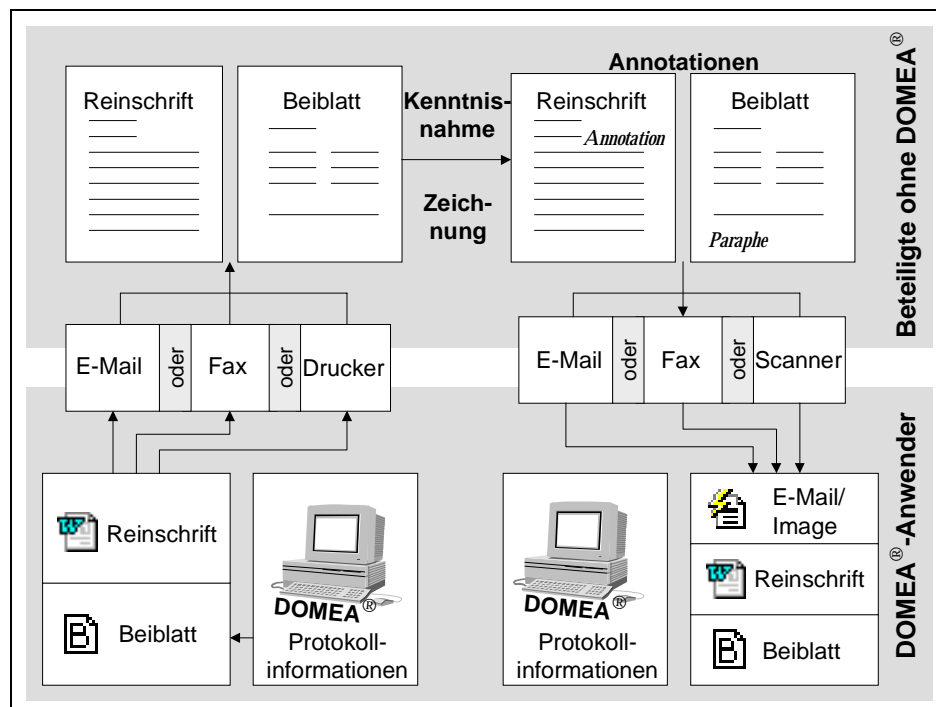 Annotationen
Reinschrift
Beiblatt
Kenntnis-
nahme
Zeich-
nung
Reinschrift
Annotation
Beiblatt
Paraphe
Beteiligte ohne DOMEA®
E-Mail
oder
Fax
oder
Drucker
E-Mail
oder
Fax
oder
Scanner
Reinschrift
Beiblatt
DOMEA®
Protokoll-
informationen
DOMEA®
Protokoll-
informationen
E-Mail/
Image
Reinschrift
Beiblatt
DOMEA®-Anwender